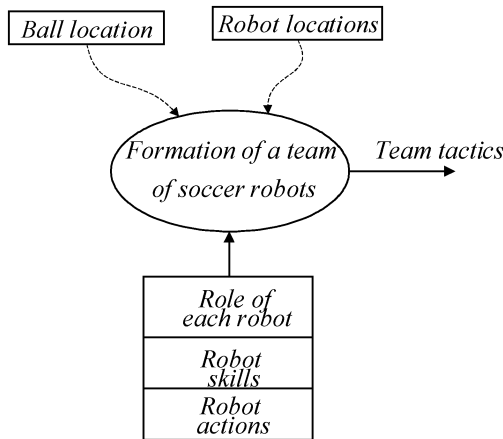 Ball location
Robot locations
Formation of a team
of soccer robots
Team tactics
Role of
each robot
Robot
skills
Robot
actions